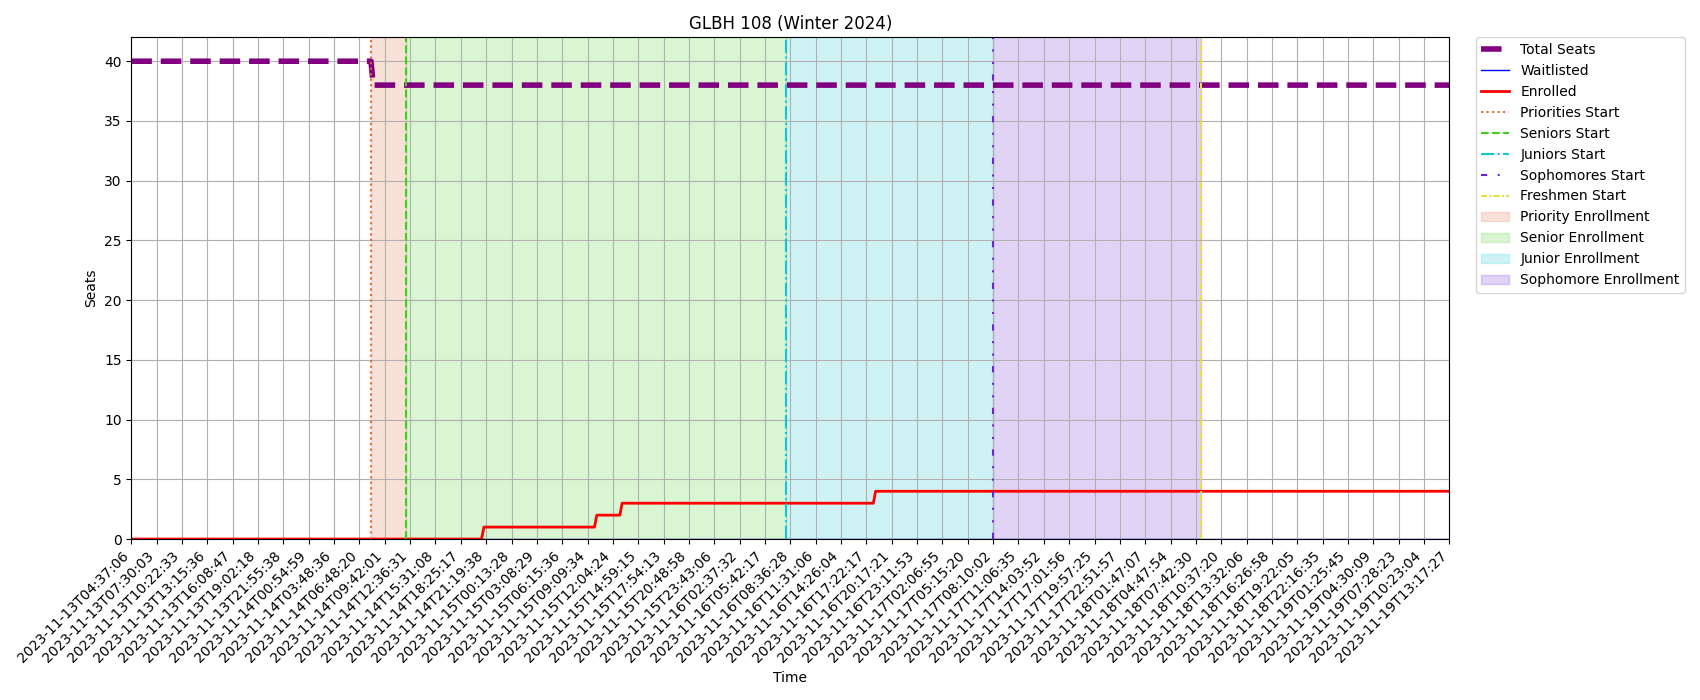 GLBH 108 (Winter 2024)
Seats
40
35
30
25
20
15
10
5
0
2023-11-13T04:37:06
2023-11-13T07:30:03
2023-11-13T10:22:33
2023-11-13T13:15:36
2023-11-13T16:08:47
2023-11-13T19:02:18
2023-11-13T21:55:38
2023-11-14T00:54:59
2023-11-14T03:48:36
2023-11-14T06:48:20
2023-11-14T09:42:01
2023-11-14T12:36:31
2023-11-14T15:31:08
2023-11-14T18:25:17
2023-11-14T21:19:38
2023-11-15T00:13:28
2023-11-15T03:08:29
2023-11-15T06:15:36
2023-11-15T09:09:34
2023-11-15T12:04:24
2023-11-15T14:59:15
2023-11-15T17:54:13
2023-11-15T20:48:58
2023-11-15T23:43:06
2023-11-16T02:37:32
2023-11-16T05:42:17
2023-11-16T08:36:28
2023-11-16T11:31:06
2023-11-16T14:26:04
2023-11-16T17:22:17
2023-11-16T20:17:21
2023-11-16T23:11:53
2023-11-17T02:06:55
2023-11-17T05:15:20
2023-11-17T08:10:02
2023-11-17T11:06:35
2023-11-17T14:03:52
2023-11-17T17:01:56
2023-11-17T19:57:25
2023-11-17T22:51:57
2023-11-18T01:47:07
2023-11-18T04:47:54
2023-11-18T07:42:30
2023-11-18T10:37:20
2023-11-18T13:32:06
2023-11-18T16:26:58
2023-11-18T19:22:05
2023-11-18T22:16:35
2023-11-19T01:25:45
2023-11-19T04:30:09
2023-11-19T07:28:23
2023-11-19T10:23:04
2023-11-19T13:17:27
Time
Total Seats
Waitlisted
Enrolled
Priorities Start
Seniors Start
Juniors Start
Sophomores Start
Freshmen Start
Priority Enrollment
Senior Enrollment
Junior Enrollment
Sophomore Enrollment